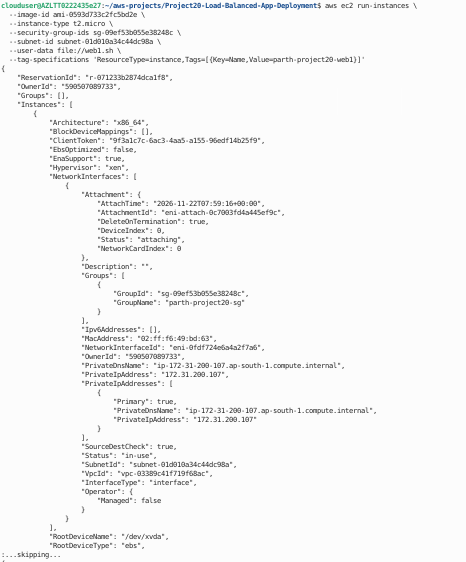 clouduser@AZLTT0222435e27:~/aws-projects/Project20-Load-Balanced-App-Deployment$ aws ec2 run-instances \
  --image-id ami-0593d733c2fc5bd2e \
  --instance-type t2.micro \
  --security-group-ids sg-09ef53b055e38248c \
  --subnet-id subnet-01d010a34c44dc98a \
  --user-data file://web1.sh \
  --tag-specifications 'ResourceType=instance,Tags=[{Key=Name,Value=parth-project20-web1}]'
{
    "ReservationId": "r-071233b2874dca1f8",
    "OwnerId": "590507089733",
    "Groups": [],
    "Instances": [
        {
            "Architecture": "x86_64",
            "BlockDeviceMappings": [],
            "ClientToken": "9f3a1c7c-6ac3-4aa5-a155-96edf14b25f9",
            "EbsOptimized": false,
            "EnaSupport": true,
            "Hypervisor": "xen",
            "NetworkInterfaces": [
                {
                    "Attachment": {
                        "AttachTime": "2026-11-22T07:59:16+00:00",
                        "AttachmentId": "eni-attach-0c7003fd4a445ef9c",
                        "DeleteOnTermination": true,
                        "DeviceIndex": 0,
                        "Status": "attaching",
                        "NetworkCardIndex": 0
                    },
                    "Description": "",
                    "Groups": [
                        {
                            "GroupId": "sg-09ef53b055e38248c",
                            "GroupName": "parth-project20-sg"
                        }
                    ],
                    "Ipv6Addresses": [],
                    "MacAddress": "02:ff:f6:49:bd:63",
                    "NetworkInterfaceId": "eni-0fdf724e6a4a2f7a6",
                    "OwnerId": "590507089733",
                    "PrivateDnsName": "ip-172-31-200-107.ap-south-1.compute.internal",
                    "PrivateIpAddress": "172.31.200.107",
                    "PrivateIpAddresses": [
                        {
                            "Primary": true,
                            "PrivateDnsName": "ip-172-31-200-107.ap-south-1.compute.internal",
                            "PrivateIpAddress": "172.31.200.107"
                        }
                    ],
                    "SourceDestCheck": true,
                    "Status": "in-use",
                    "SubnetId": "subnet-01d010a34c44dc98a",
                    "VpcId": "vpc-03389c41f719f68ac",
                    "InterfaceType": "interface",
                    "Operator": {
                        "Managed": false
                    }
                }
            ],
            "RootDeviceName": "/dev/xvda",
            "RootDeviceType": "ebs",
:...skipping...